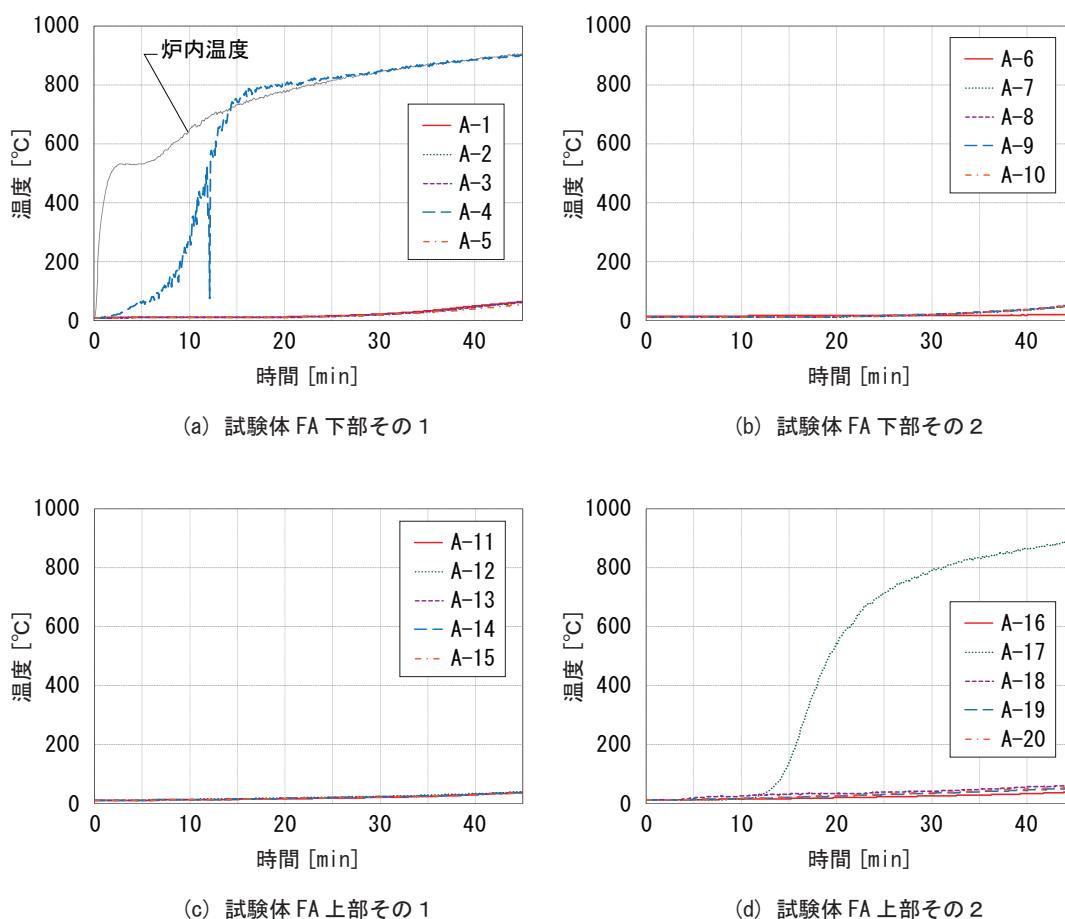 1000
800
600
400
200
0
温度 [℃]
炉内温度
A-1
A-2
A-3
A-4
A-5
0 10 20 30 40
時間 [min]
(a) 試験体 FA 下部その１
1000
800
600
400
200
0
温度 [℃]
A-6
A-7
A-8
A-9
A-10
0 10 20 30 40
時間 [min]
(b) 試験体 FA 下部その２
1000
800
600
400
200
0
温度 [℃]
A-11
A-12
A-13
A-14
A-15
0 10 20 30 40
時間 [min]
(c) 試験体 FA 上部その１
1000
800
600
400
200
0
温度 [℃]
A-16
A-17
A-18
A-19
A-20
0 10 20 30 40
時間 [min]
(d) 試験体 FA 上部その２